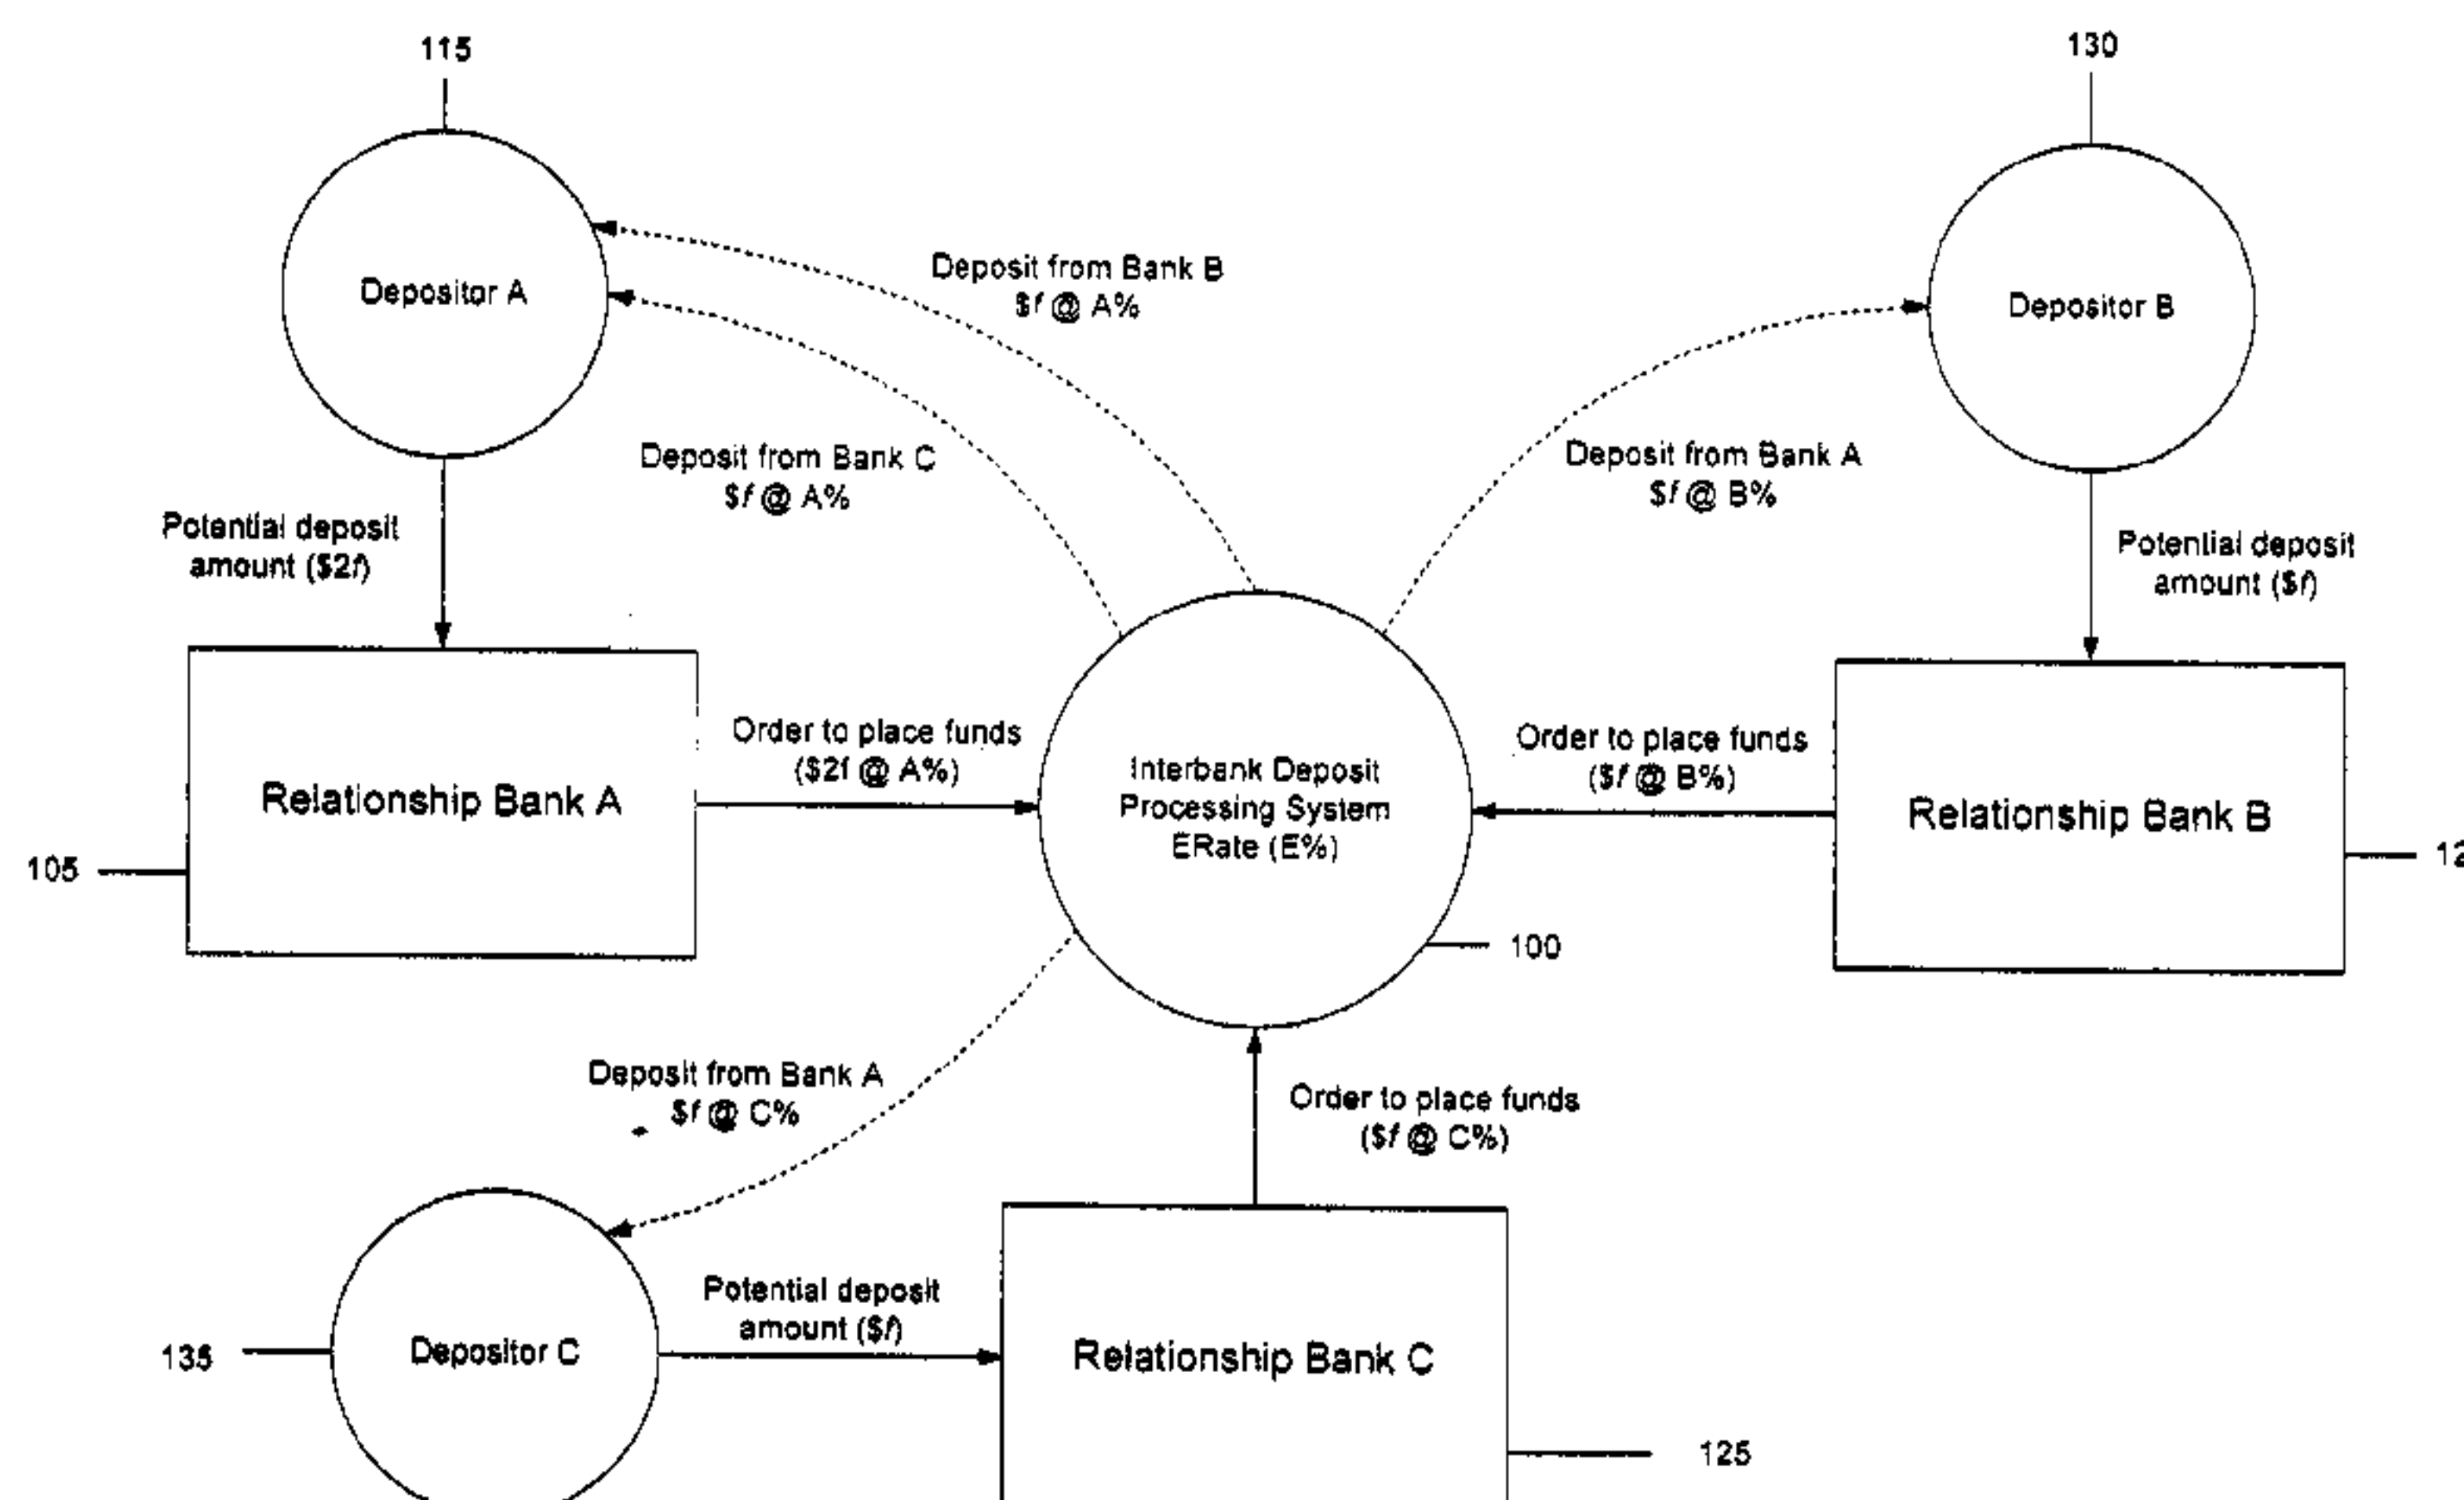 115
130
Depositor A
Deposit from Bank B
$f @ A%
Depositor B
Deposit from Bank C
$f @ A%
Deposit from Bank A
$f @ B%
Potential deposit
amount ($2f)
Potential deposit
amount ($f)
Relationship Bank A
Order to place funds
($2f @ A%)
Interbank Deposit
Processing System
ERate (E%)
Order to place funds
($f @ B%)
Relationship Bank B
105
100
Deposit from Bank A
$f @ C%
Order to place funds
($f @ C%)
Potential deposit
amount ($f)
135
Depositor C
Relationship Bank C
125